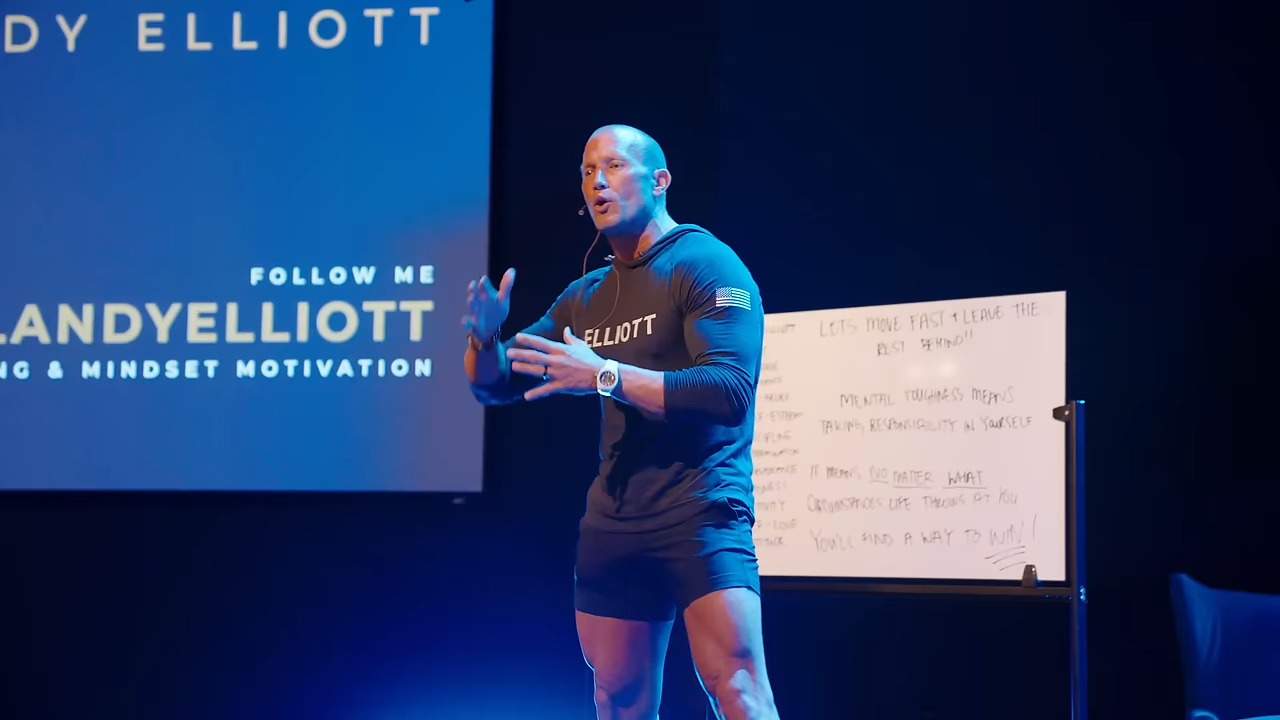 DY ELLIOTT
FOLLOW ME
LANDYELLIOTT
NG & MINDSET MOTIVATION
ELLIOTT
LETS MOVE FAST + LEAVE THE
REST BEHIND!!
MENTAL TOUGHNESS MEANS
TAKING RESPONSIBILITY IN YOURSELF
IT MEANS NO MATTER WHAT
CIRCUMSTANCES LIFE THROWS AT YOU
YOU'LL FIND A WAY TO WIN!